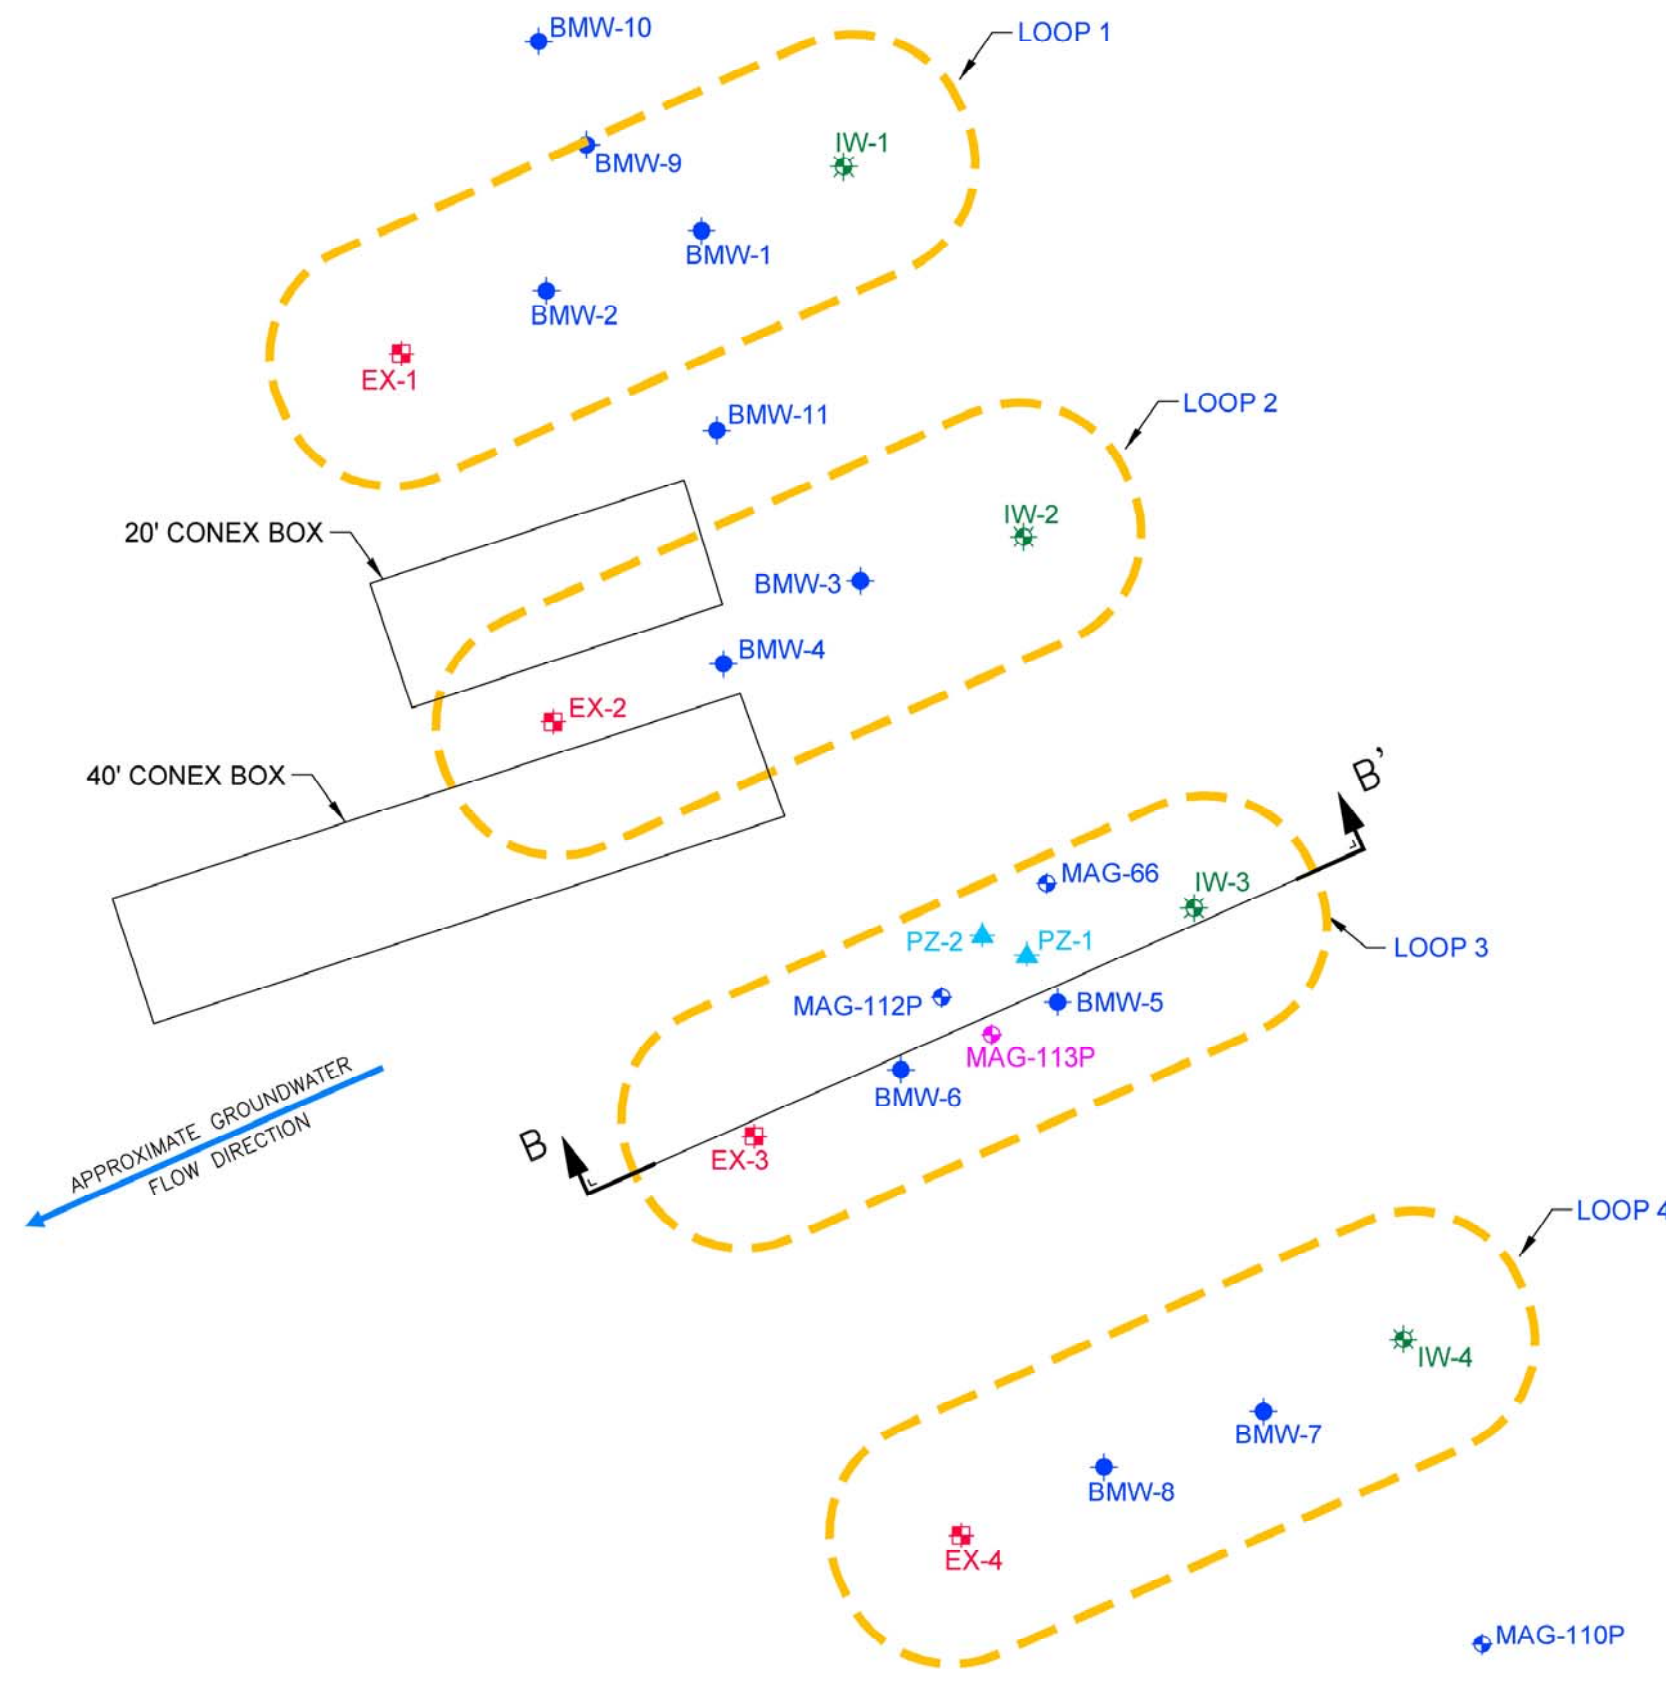 BMW-10
LOOP 1
IW-1
BMW-9
BMW-1
BMW-2
EX-1
LOOP 2
BMW-11
IW-2
20' CONEX BOX
BMW-3
BMW-4
EX-2
40' CONEX BOX
B'
MAG-66
IW-3
PZ-2
PZ-1
LOOP 3
MAG-112P
BMW-5
MAG-113P
BMW-6
B
EX-3
APPROXIMATE GROUNDWATER
FLOW DIRECTION
LOOP 4
IW-4
BMW-7
BMW-8
EX-4
MAG-110P